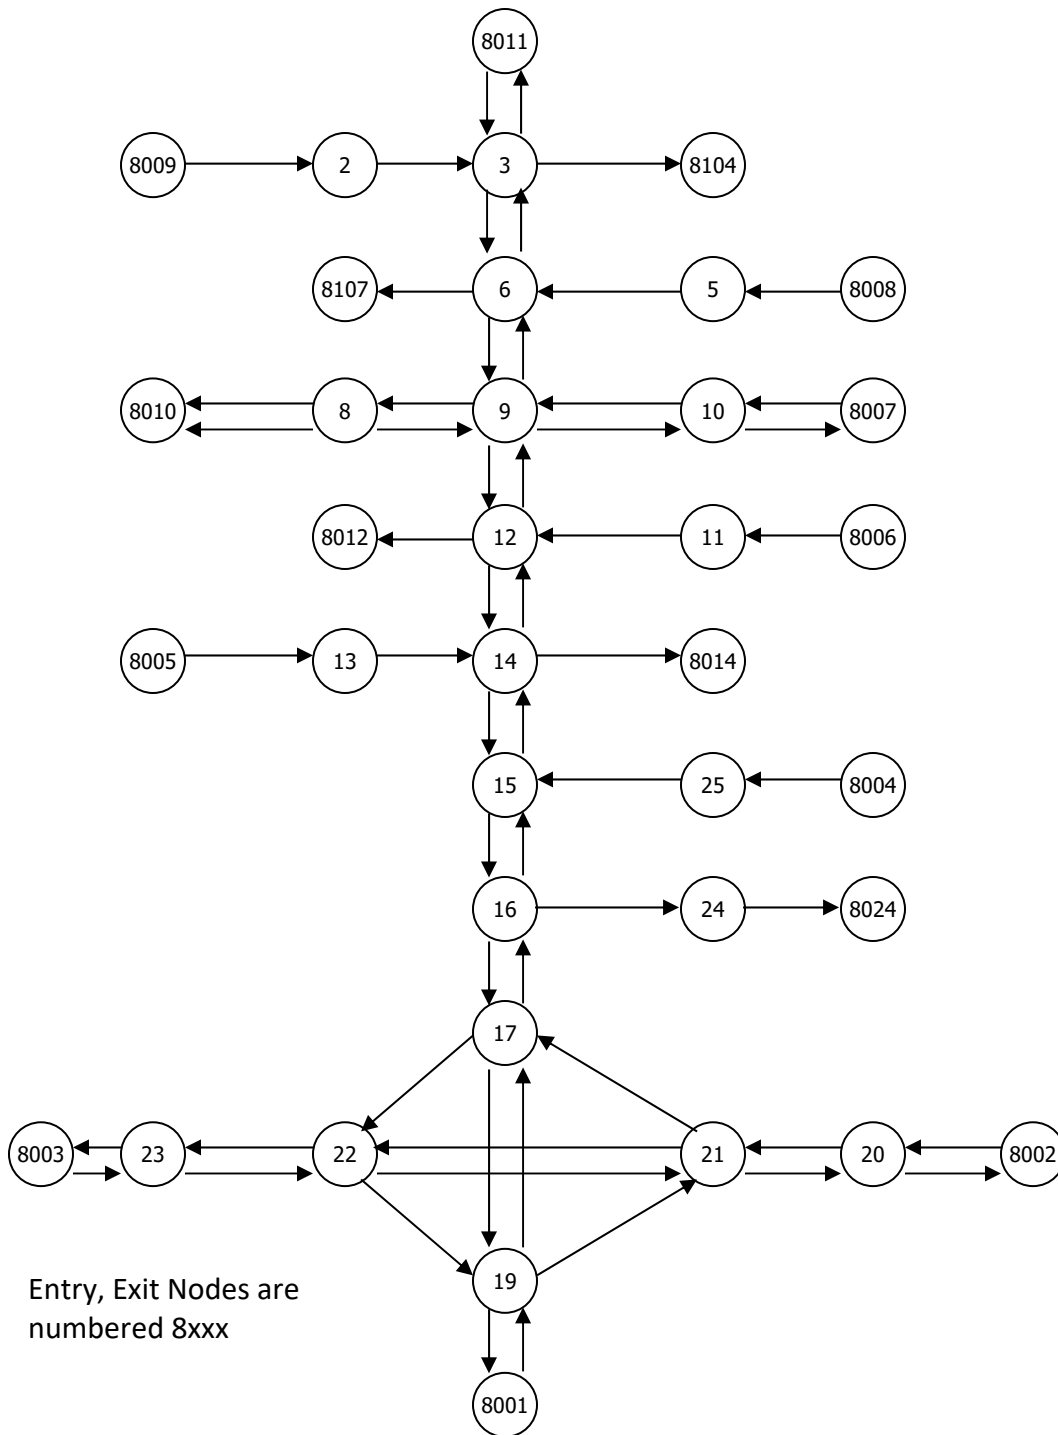 8011
8009 2 3 8104
8107 6 5 8008
8010 8 9 10 8007
8012 12 11 8006
8005 13 14 8014
15 25 8004
16 24 8024
17
8003 23 22 21 20 8002
19
Entry, Exit Nodes are
numbered 8xxx
8001